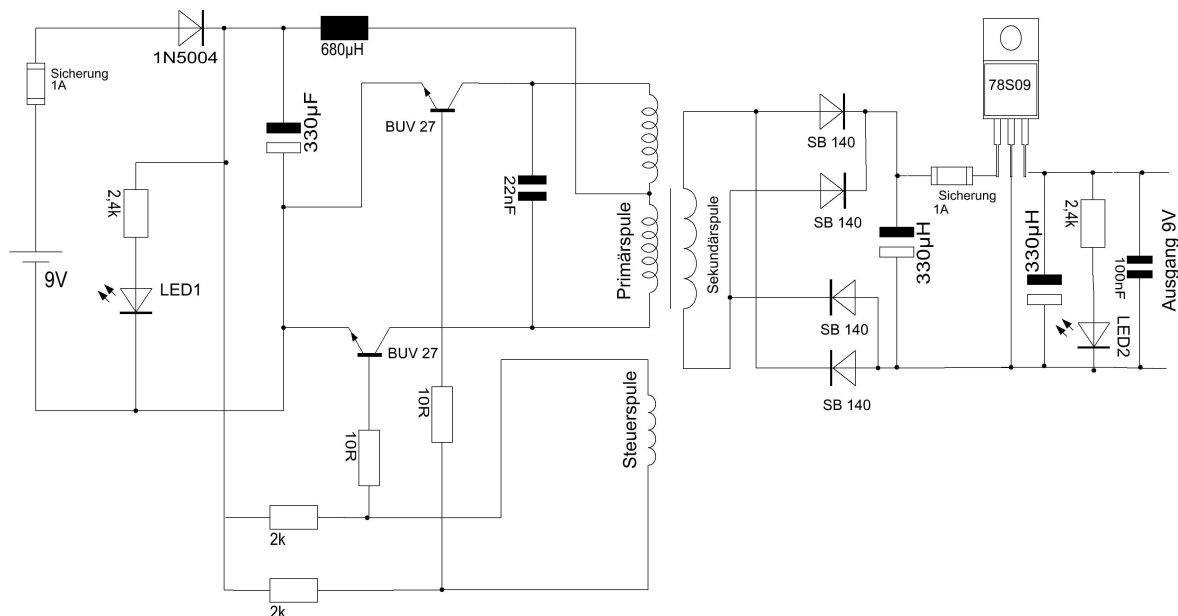 1N5004
Sicherung
1A
680µH
BUV 27
330µF
22nF
2,4k
LED1
9V
BUV 27
10R
10R
2k
2k
Primärspule
Steuerspule
Sekundärspule
SB 140
SB 140
SB 140
SB 140
330µH
Sicherung
1A
78S09
330µH
2,4k
LED2
100nF
Ausgang 9V